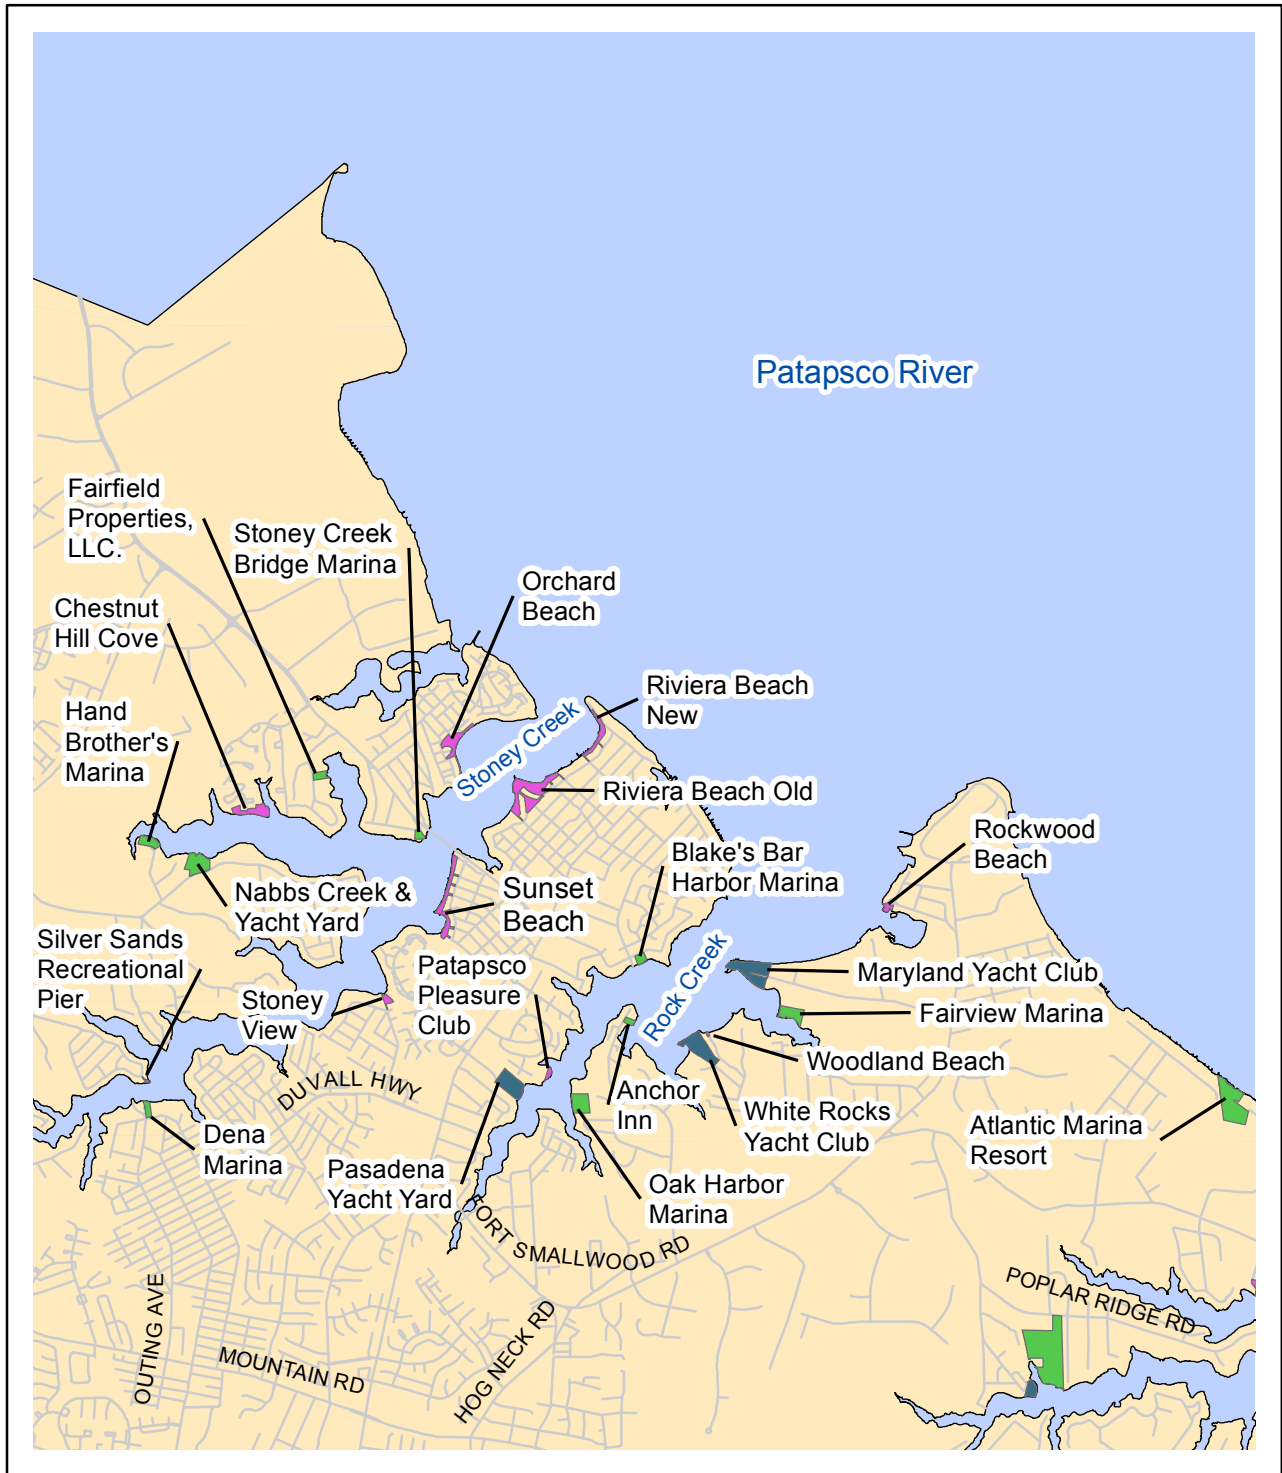 Patapsco River
Fairfield
Properties,
LLC.
Stoney Creek
Bridge Marina
Orchard
Beach
Chestnut
Hill Cove
Riviera Beach
New
Hand
Brother's
Marina
Stoney Creek
Riviera Beach Old
Rockwood
Beach
Blake's Bar
Harbor Marina
Nabbs Creek &
Yacht Yard
Sunset
Beach
Silver Sands
Recreational
Pier
Patapsco
Pleasure
Club
Rock Creek
Maryland Yacht Club
Stoney
View
Fairview Marina
Woodland Beach
DUVALL HWY
Anchor
Inn
White Rocks
Yacht Club
Atlantic Marina
Resort
Dena
Marina
Pasadena
Yacht Yard
Oak Harbor
Marina
FORT SMALLWOOD RD
POPLAR RIDGE RD
OUTING AVE
MOUNTAIN RD
HOG NECK RD